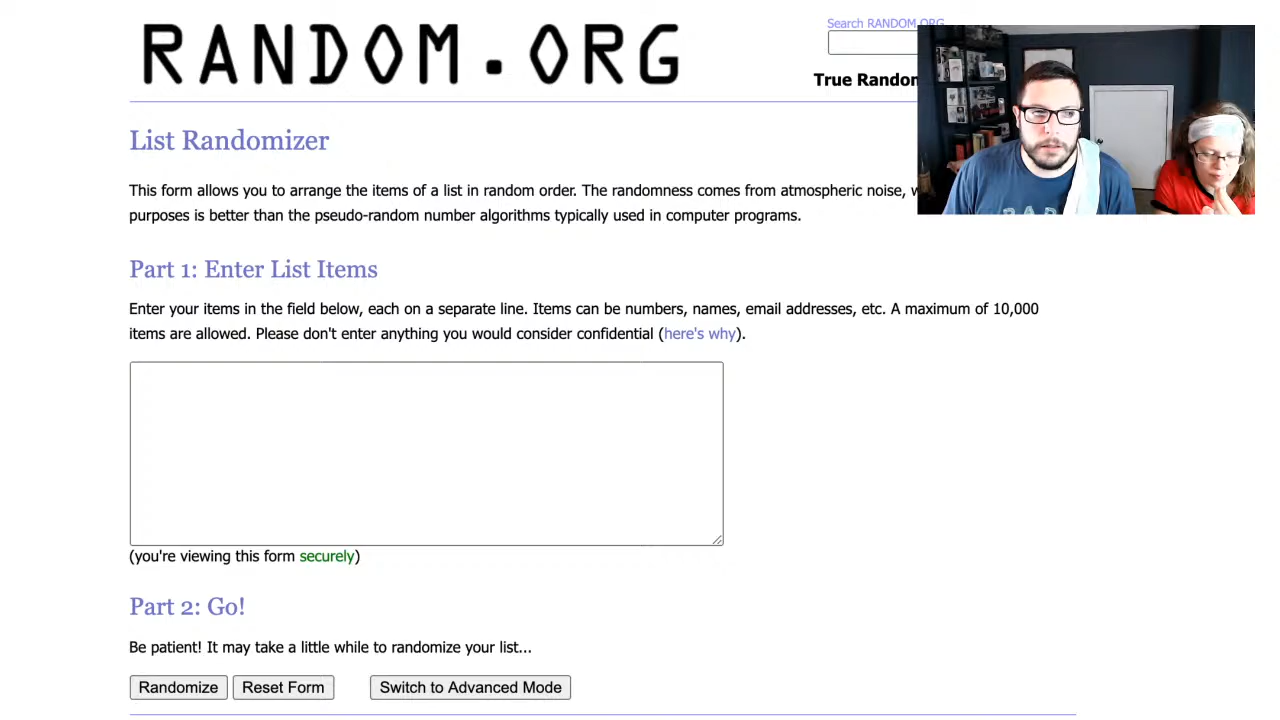 RANDOM.ORG
Search RANDOM.ORG
True Random
List Randomizer
This form allows you to arrange the items of a list in random order. The randomness comes from atmospheric noise,
purposes is better than the pseudo-random number algorithms typically used in computer programs.
Part 1: Enter List Items
Enter your items in the field below, each on a separate line. Items can be numbers, names, email addresses, etc. A maximum of 10,000
items are allowed. Please don't enter anything you would consider confidential (here's why).
(you're viewing this form securely)
Part 2: Go!
Be patient! It may take a little while to randomize your list...
Randomize Reset Form Switch to Advanced Mode